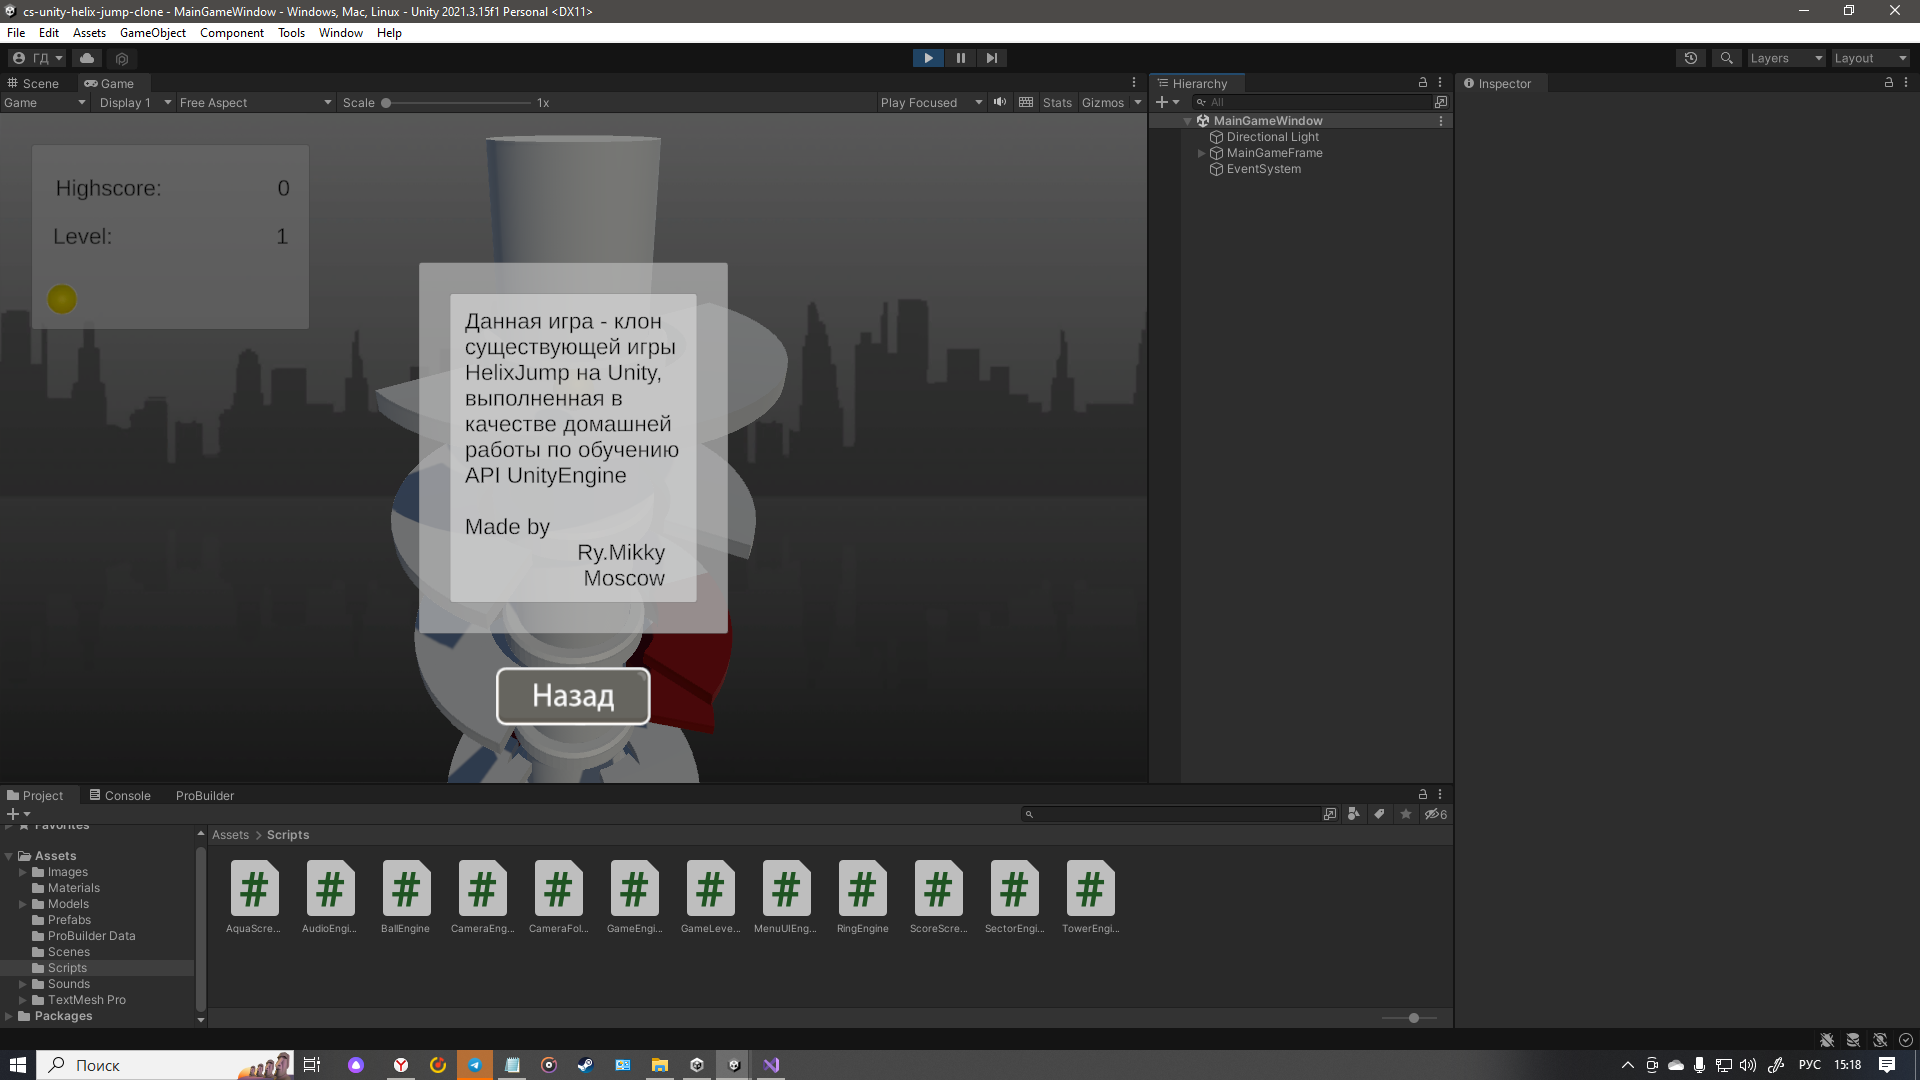 cs-unity-helix-jump-clone - MainGameWindow - Windows, Mac, Linux - Unity 2021.3.15f1 Personal <DX11>
File Edit Assets GameObject Component Tools Window Help
ГД Layers Layout
Scene Game
Game Display 1 Free Aspect Scale 1x Play Focused Stats Gizmos
Highscore: 0
Level: 1
Данная игра - клон
существующей игры
HelixJump на Unity,
выполненная в
качестве домашней
работы по обучению
API UnityEngine
Made by
Ry.Mikky
Moscow
Назад
Hierarchy
All
MainGameWindow
Directional Light
MainGameFrame
EventSystem
Inspector
Project Console ProBuilder
6
Favorites
Assets
Images
Materials
Models
Prefabs
ProBuilder Data
Scenes
Scripts
Sounds
TextMesh Pro
Packages
Assets > Scripts
# # # # # # # # # # # #
AquaScre... AudioEngi... BallEngine CameraEng... CameraFol... GameEngi... GameLeve... MenuUIEng... RingEngine ScoreScre... SectorEngi... TowerEngi...
Поиск
РУС 15:18